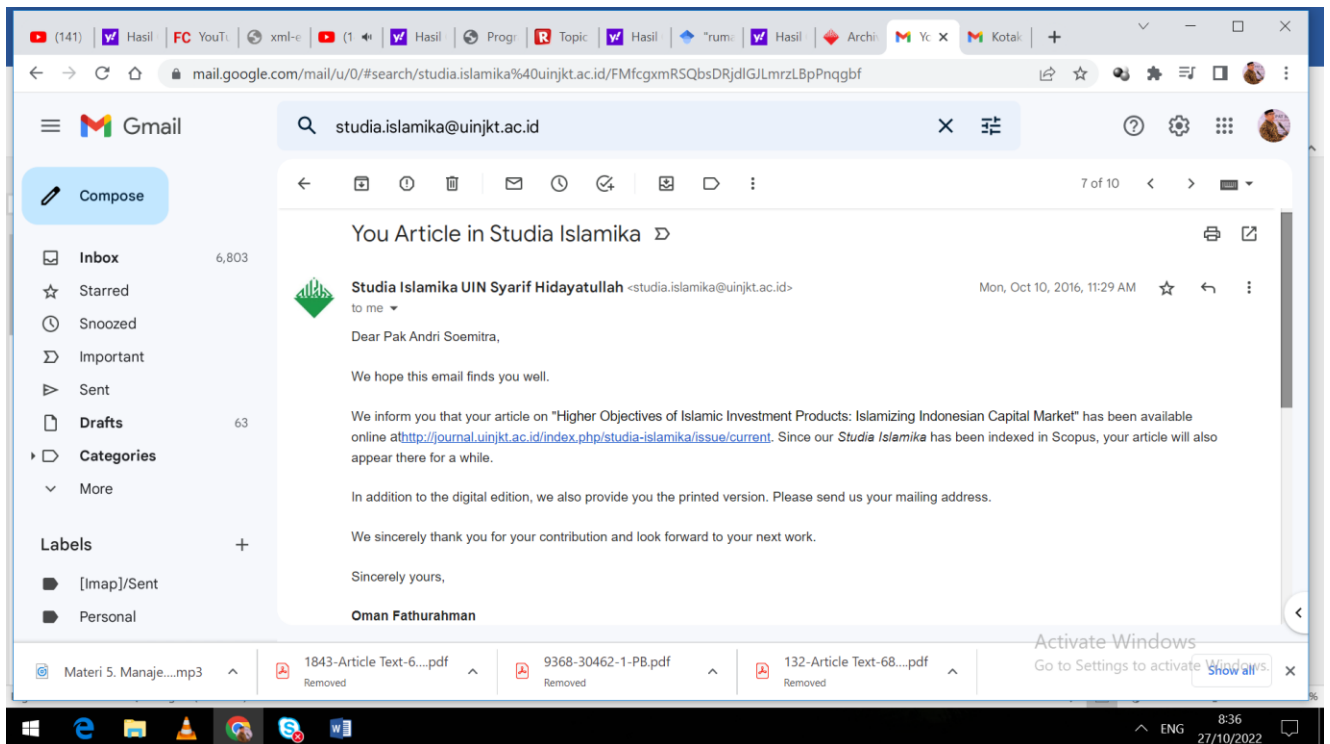 (141) Hasil FC YouTu xml-e (1 Hasil Progr Topic Hasil "ruma Hasil Archiv Yo Kotak
mail.google.com/mail/u/0/#search/studia.islamika%40uinjkt.ac.id/FMfcgxmRSQbsDRjdlGJLmrzLBpPnqgbf
Gmail
studia.islamika@uinjkt.ac.id
Compose
7 of 10
You Article in Studia Islamika
Inbox 6,803
Starred
Snoozed
Important
Sent
Drafts 63
Categories
More
Labels
[Imap]/Sent
Personal
Studia Islamika UIN Syarif Hidayatullah <studia.islamika@uinjkt.ac.id>
Mon, Oct 10, 2016, 11:29 AM
to me
Dear Pak Andri Soemitra,
We hope this email finds you well.
We inform you that your article on "Higher Objectives of Islamic Investment Products: Islamizing Indonesian Capital Market" has been available
online athttp://journal.uinjkt.ac.id/index.php/studia-islamika/issue/current. Since our Studia Islamika has been indexed in Scopus, your article will also
appear there for a while.
In addition to the digital edition, we also provide you the printed version. Please send us your mailing address.
We sincerely thank you for your contribution and look forward to your next work.
Sincerely yours,
Oman Fathurahman
Activate Windows
Go to Settings to activate Windows.
Materi 5. Manaje....mp3
1843-Article Text-6....pdf
Removed
9368-30462-1-PB.pdf
Removed
132-Article Text-68....pdf
Removed
Show all
ENG
8:36
27/10/2022